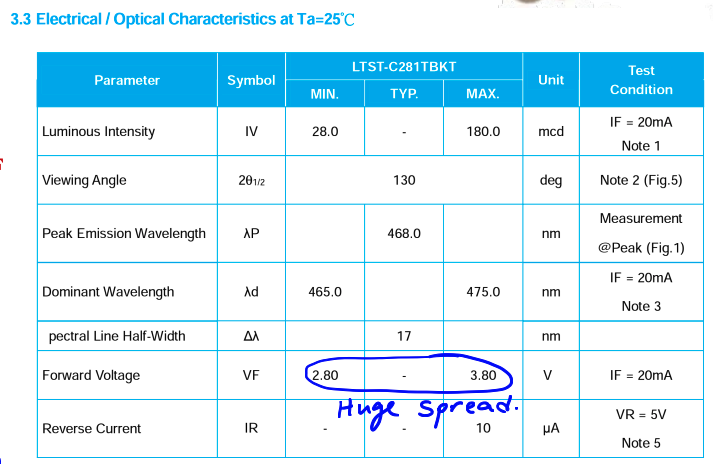 3.3 Electrical / Optical Characteristics at Ta=25℃
Parameter Symbol LTST-C281TBKT Unit Test Condition
MIN. TYP. MAX.
Luminous Intensity IV 28.0 - 180.0 mcd IF = 20mA
Note 1
Viewing Angle 2θ1/2 130 deg Note 2 (Fig.5)
Peak Emission Wavelength λP 468.0 nm Measurement
@Peak (Fig.1)
Dominant Wavelength λd 465.0 475.0 nm IF = 20mA
Note 3
pectral Line Half-Width Δλ 17 nm
Forward Voltage VF 2.80 - 3.80 V IF = 20mA
Huge Spread.
Reverse Current IR - - 10 μA VR = 5V
Note 5